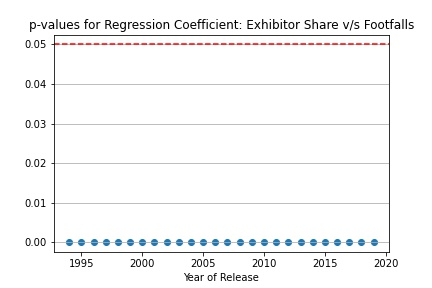 p-values for Regression Coefficient: Exhibitor Share v/s Footfalls
0.05
0.04
0.03
0.02
0.01
0.00
1995 2000 2005 2010 2015 2020
Year of Release